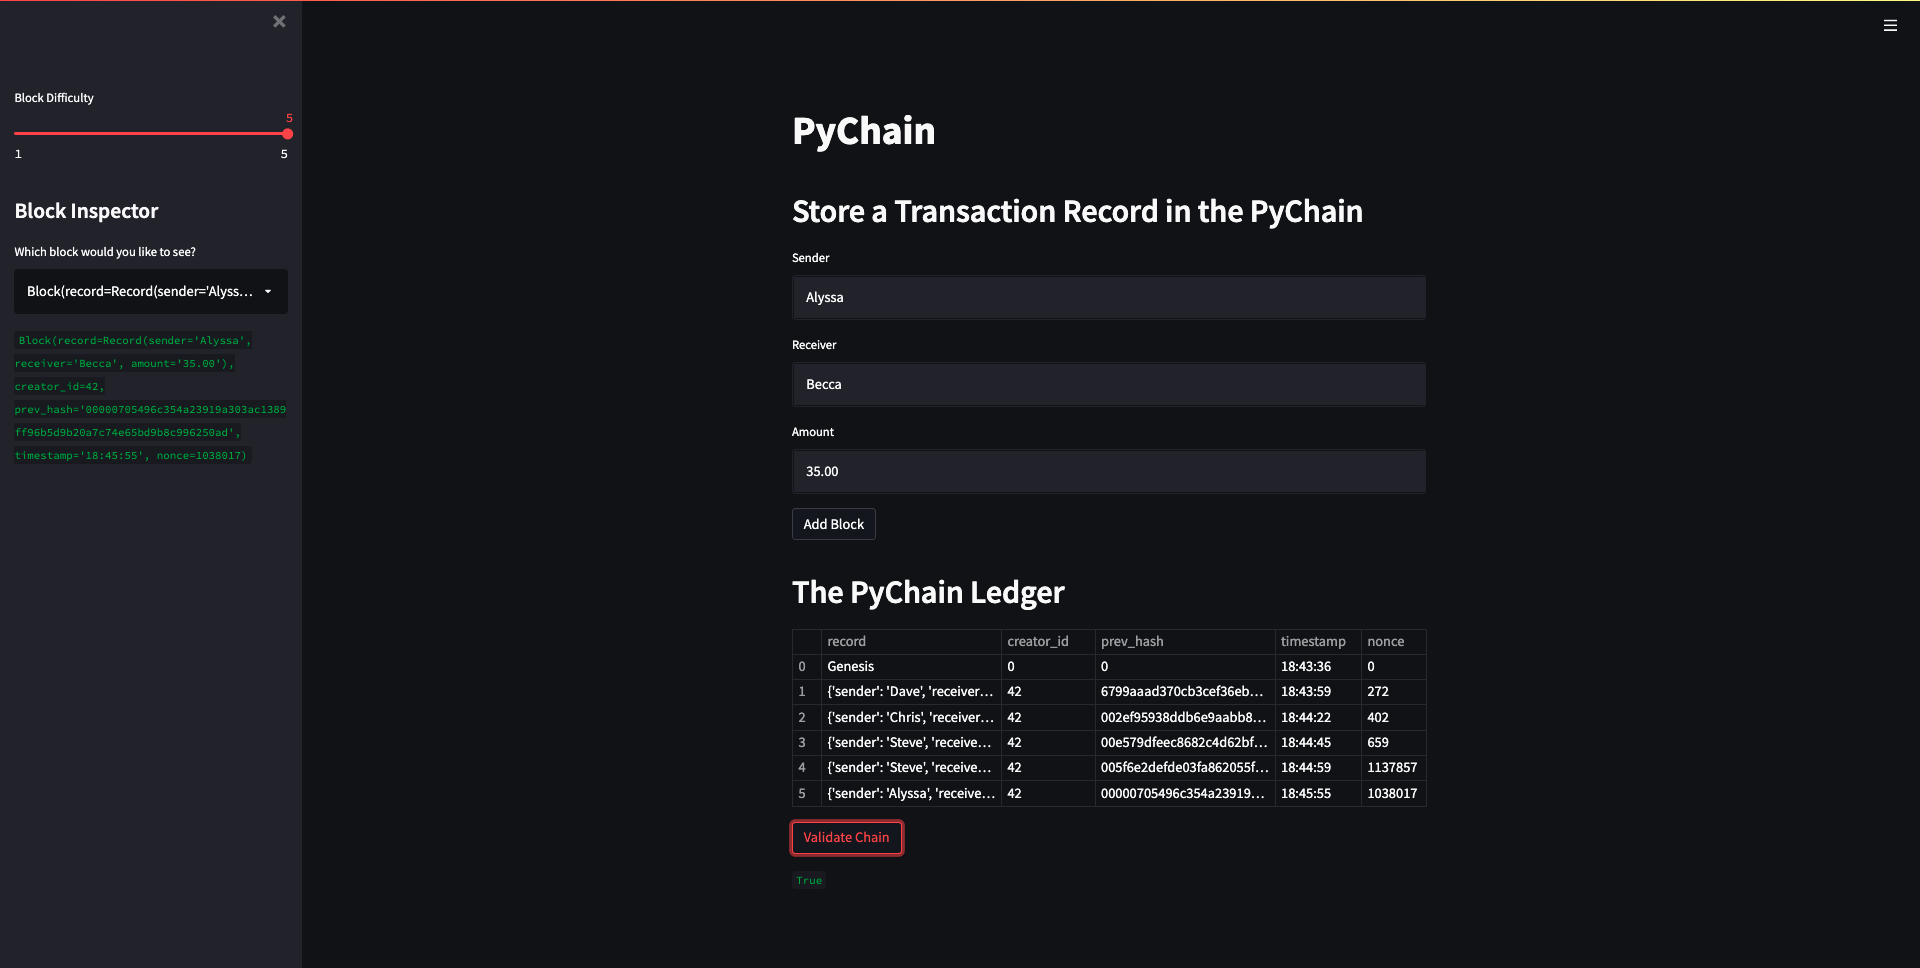 Block Difficulty
5
1 5
Block Inspector
Which block would you like to see?
Block(record=Record(sender='Alyss...
Block(record=Record(sender='Alyssa',
receiver='Becca', amount='35.00'),
creator_id=42,
prev_hash='00000705496c354a23919a303ac1389
ff96b5d9b20a7c74e65bd9b8c996250ad',
timestamp='18:45:55', nonce=1038017)
PyChain
Store a Transaction Record in the PyChain
Sender
Alyssa
Receiver
Becca
Amount
35.00
Add Block
The PyChain Ledger
record creator_id prev_hash timestamp nonce
0 Genesis 0 0 18:43:36 0
1 {'sender': 'Dave', 'receiver... 42 6799aaad370cb3cef36eb... 18:43:59 272
2 {'sender': 'Chris', 'receiver... 42 002ef95938ddb6e9aabb8... 18:44:22 402
3 {'sender': 'Steve', 'receive... 42 00e579dfeec8682c4d62bf... 18:44:45 659
4 {'sender': 'Steve', 'receive... 42 005f6e2defde03fa862055f... 18:44:59 1137857
5 {'sender': 'Alyssa', 'receive... 42 00000705496c354a23919... 18:45:55 1038017
Validate Chain
True